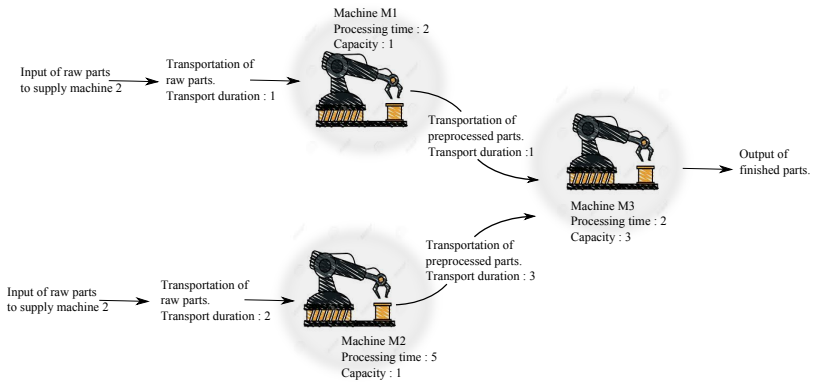 Machine M1
Processing time : 2
Capacity : 1
Input of raw parts
to supply machine 2
Transportation of
raw parts.
Transport duration : 1
Transportation of
preprocessed parts.
Transport duration :1
Output of
finished parts.
Machine M3
Processing time : 2
Capacity : 3
Input of raw parts
to supply machine 2
Transportation of
raw parts.
Transport duration : 2
Transportation of
preprocessed parts.
Transport duration : 3
Machine M2
Processing time : 5
Capacity : 1